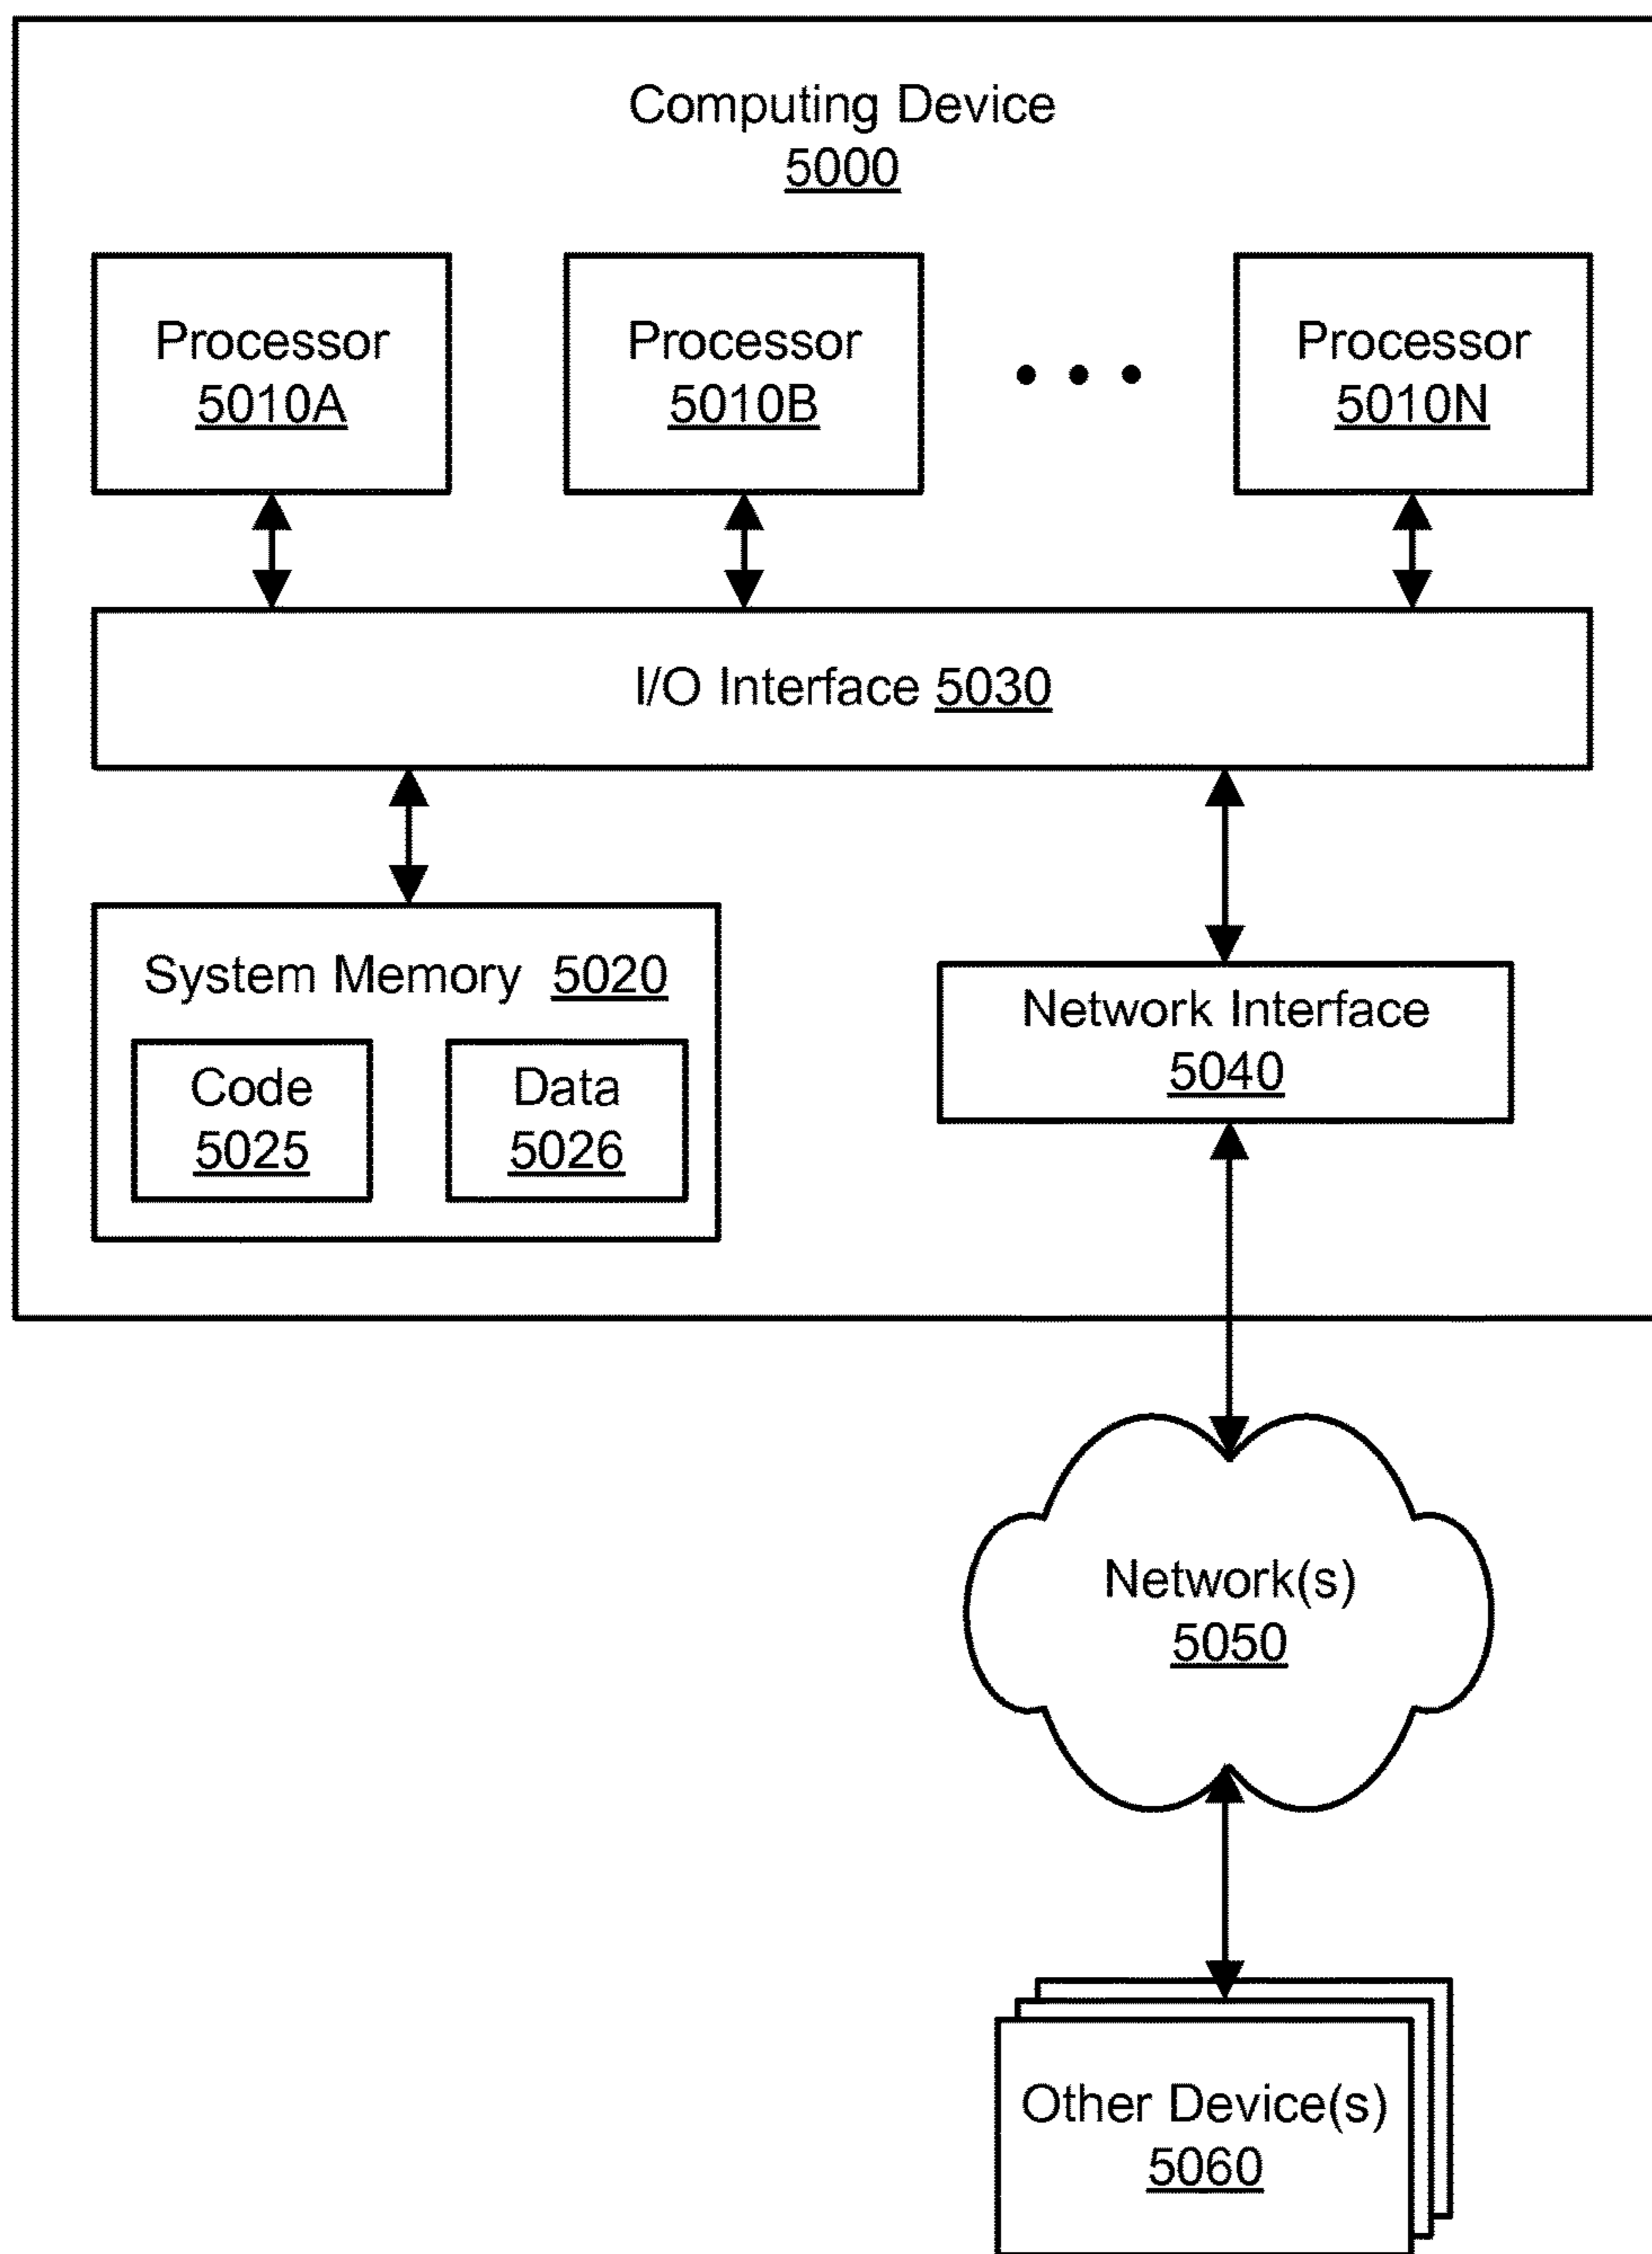 Computing Device
5000
Processor
5010A
Processor
5010B
Processor
5010N
I/O Interface 5030
System Memory 5020
Code
5025
Data
5026
Network Interface
5040
Network(s)
5050
Other Device(s)
5060